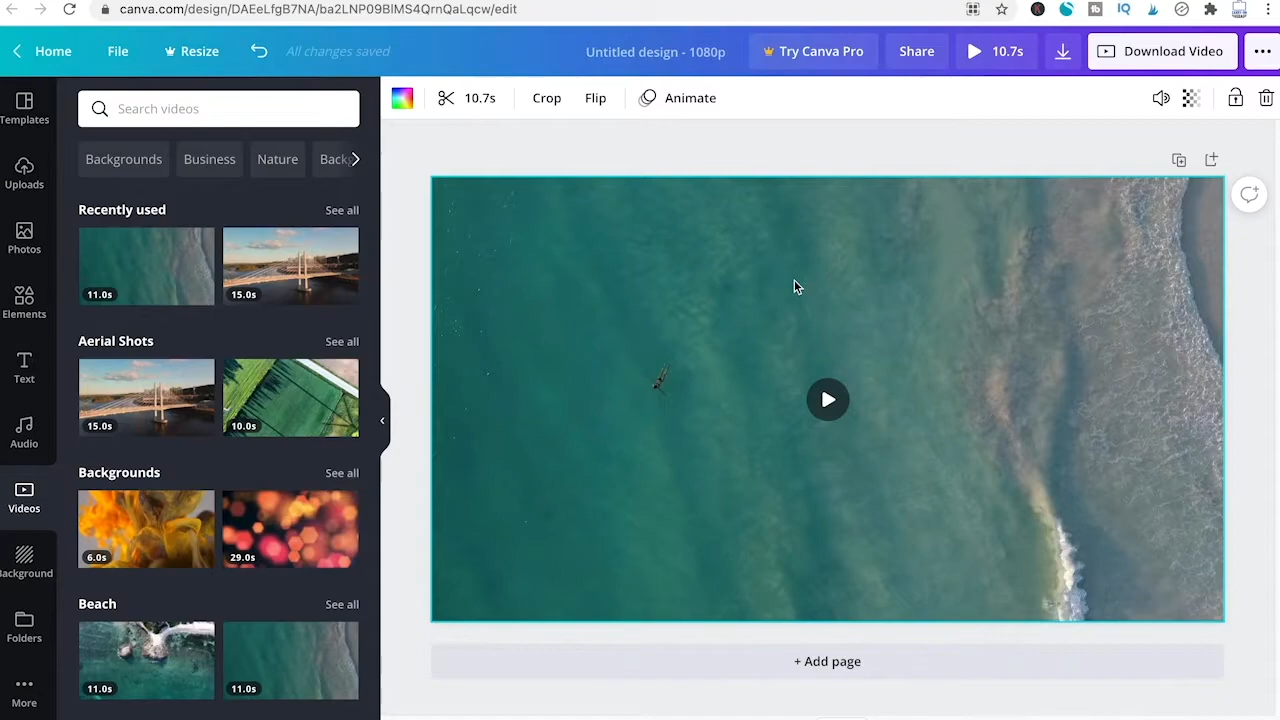 canva.com/design/DAEeLfgB7NA/ba2LNP09BlMS4QrnQaLqcw/edit
Home
File
Resize
All changes saved
Untitled design - 1080p
Try Canva Pro
Share
10.7s
Download Video
Templates
Uploads
Photos
Elements
Text
Audio
Videos
Background
Folders
More
Search videos
Backgrounds
Business
Nature
Recently used
See all
11.0s
15.0s
Aerial Shots
See all
15.0s
10.0s
Backgrounds
See all
6.0s
29.0s
Beach
See all
11.0s
11.0s
10.7s
Crop
Flip
Animate
+ Add page